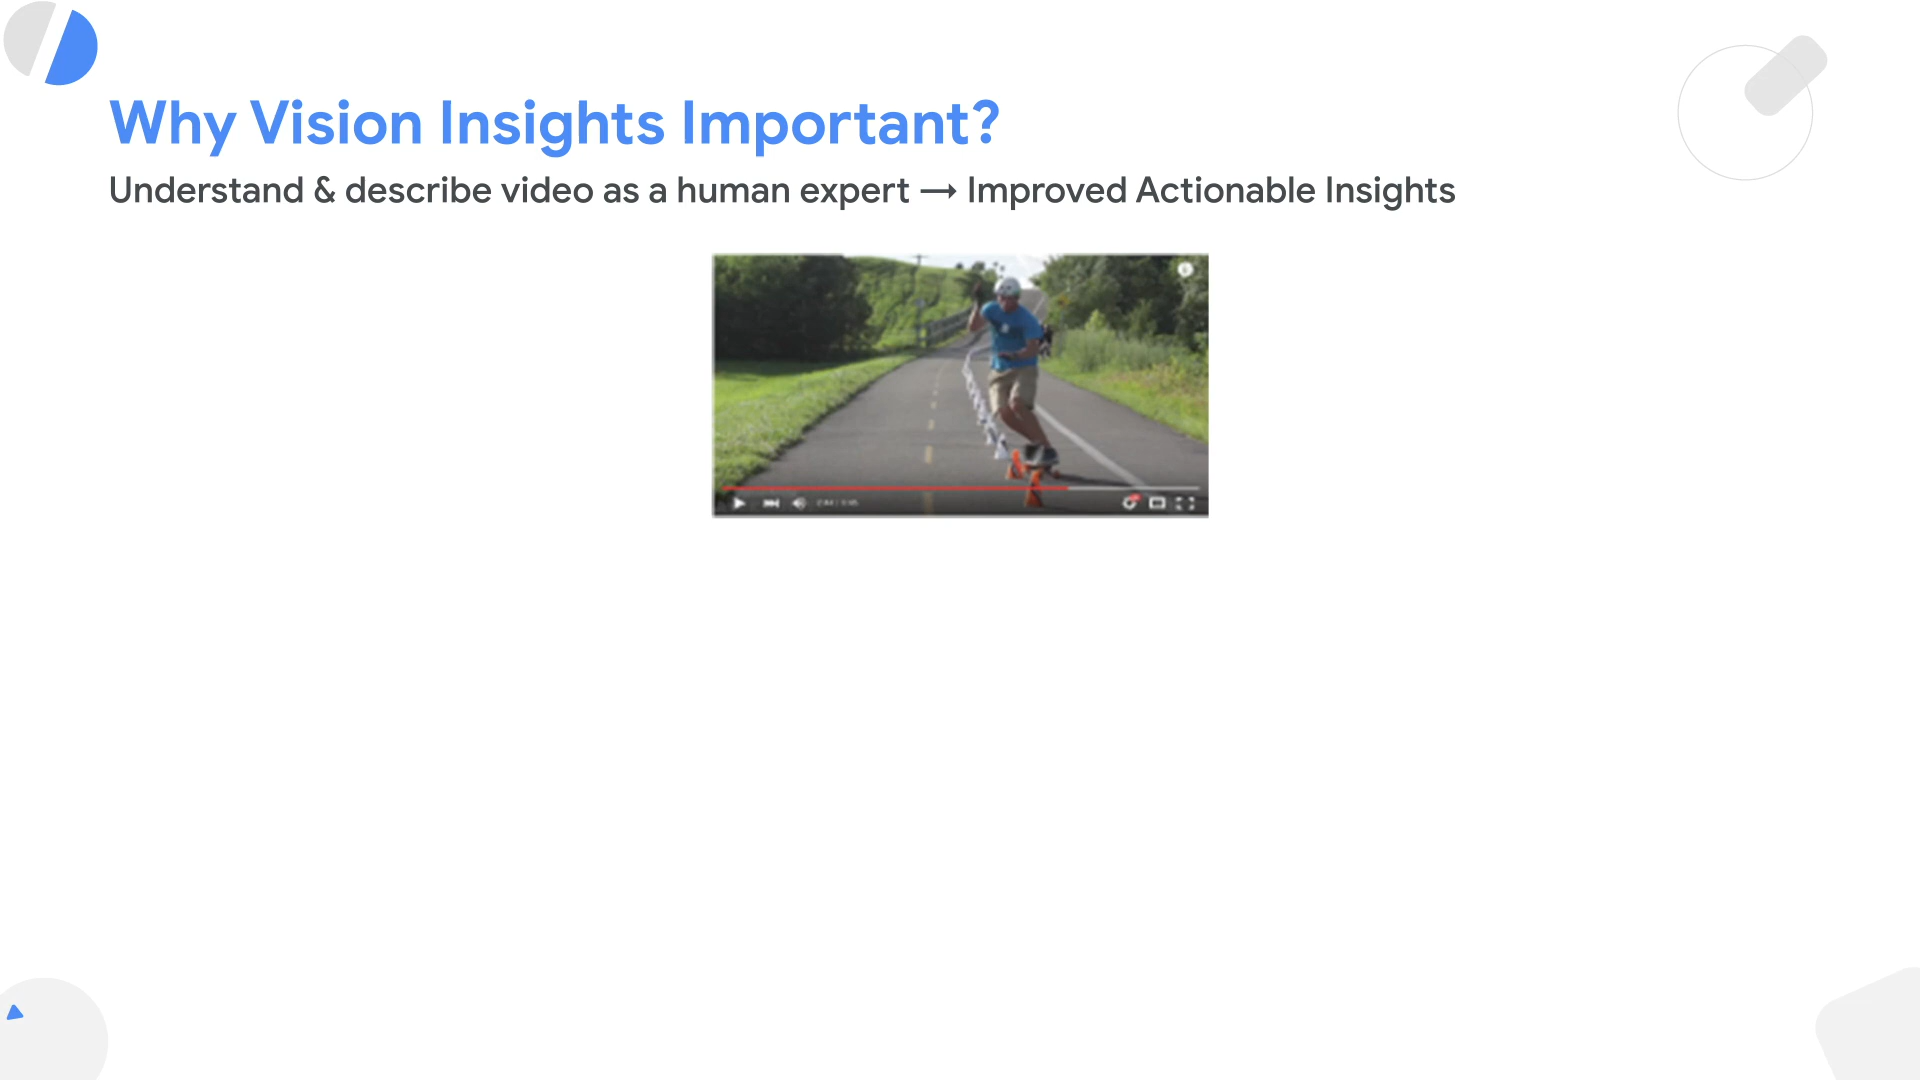 Why Vision Insights Important?
Understand & describe video as a human expert → Improved Actionable Insights